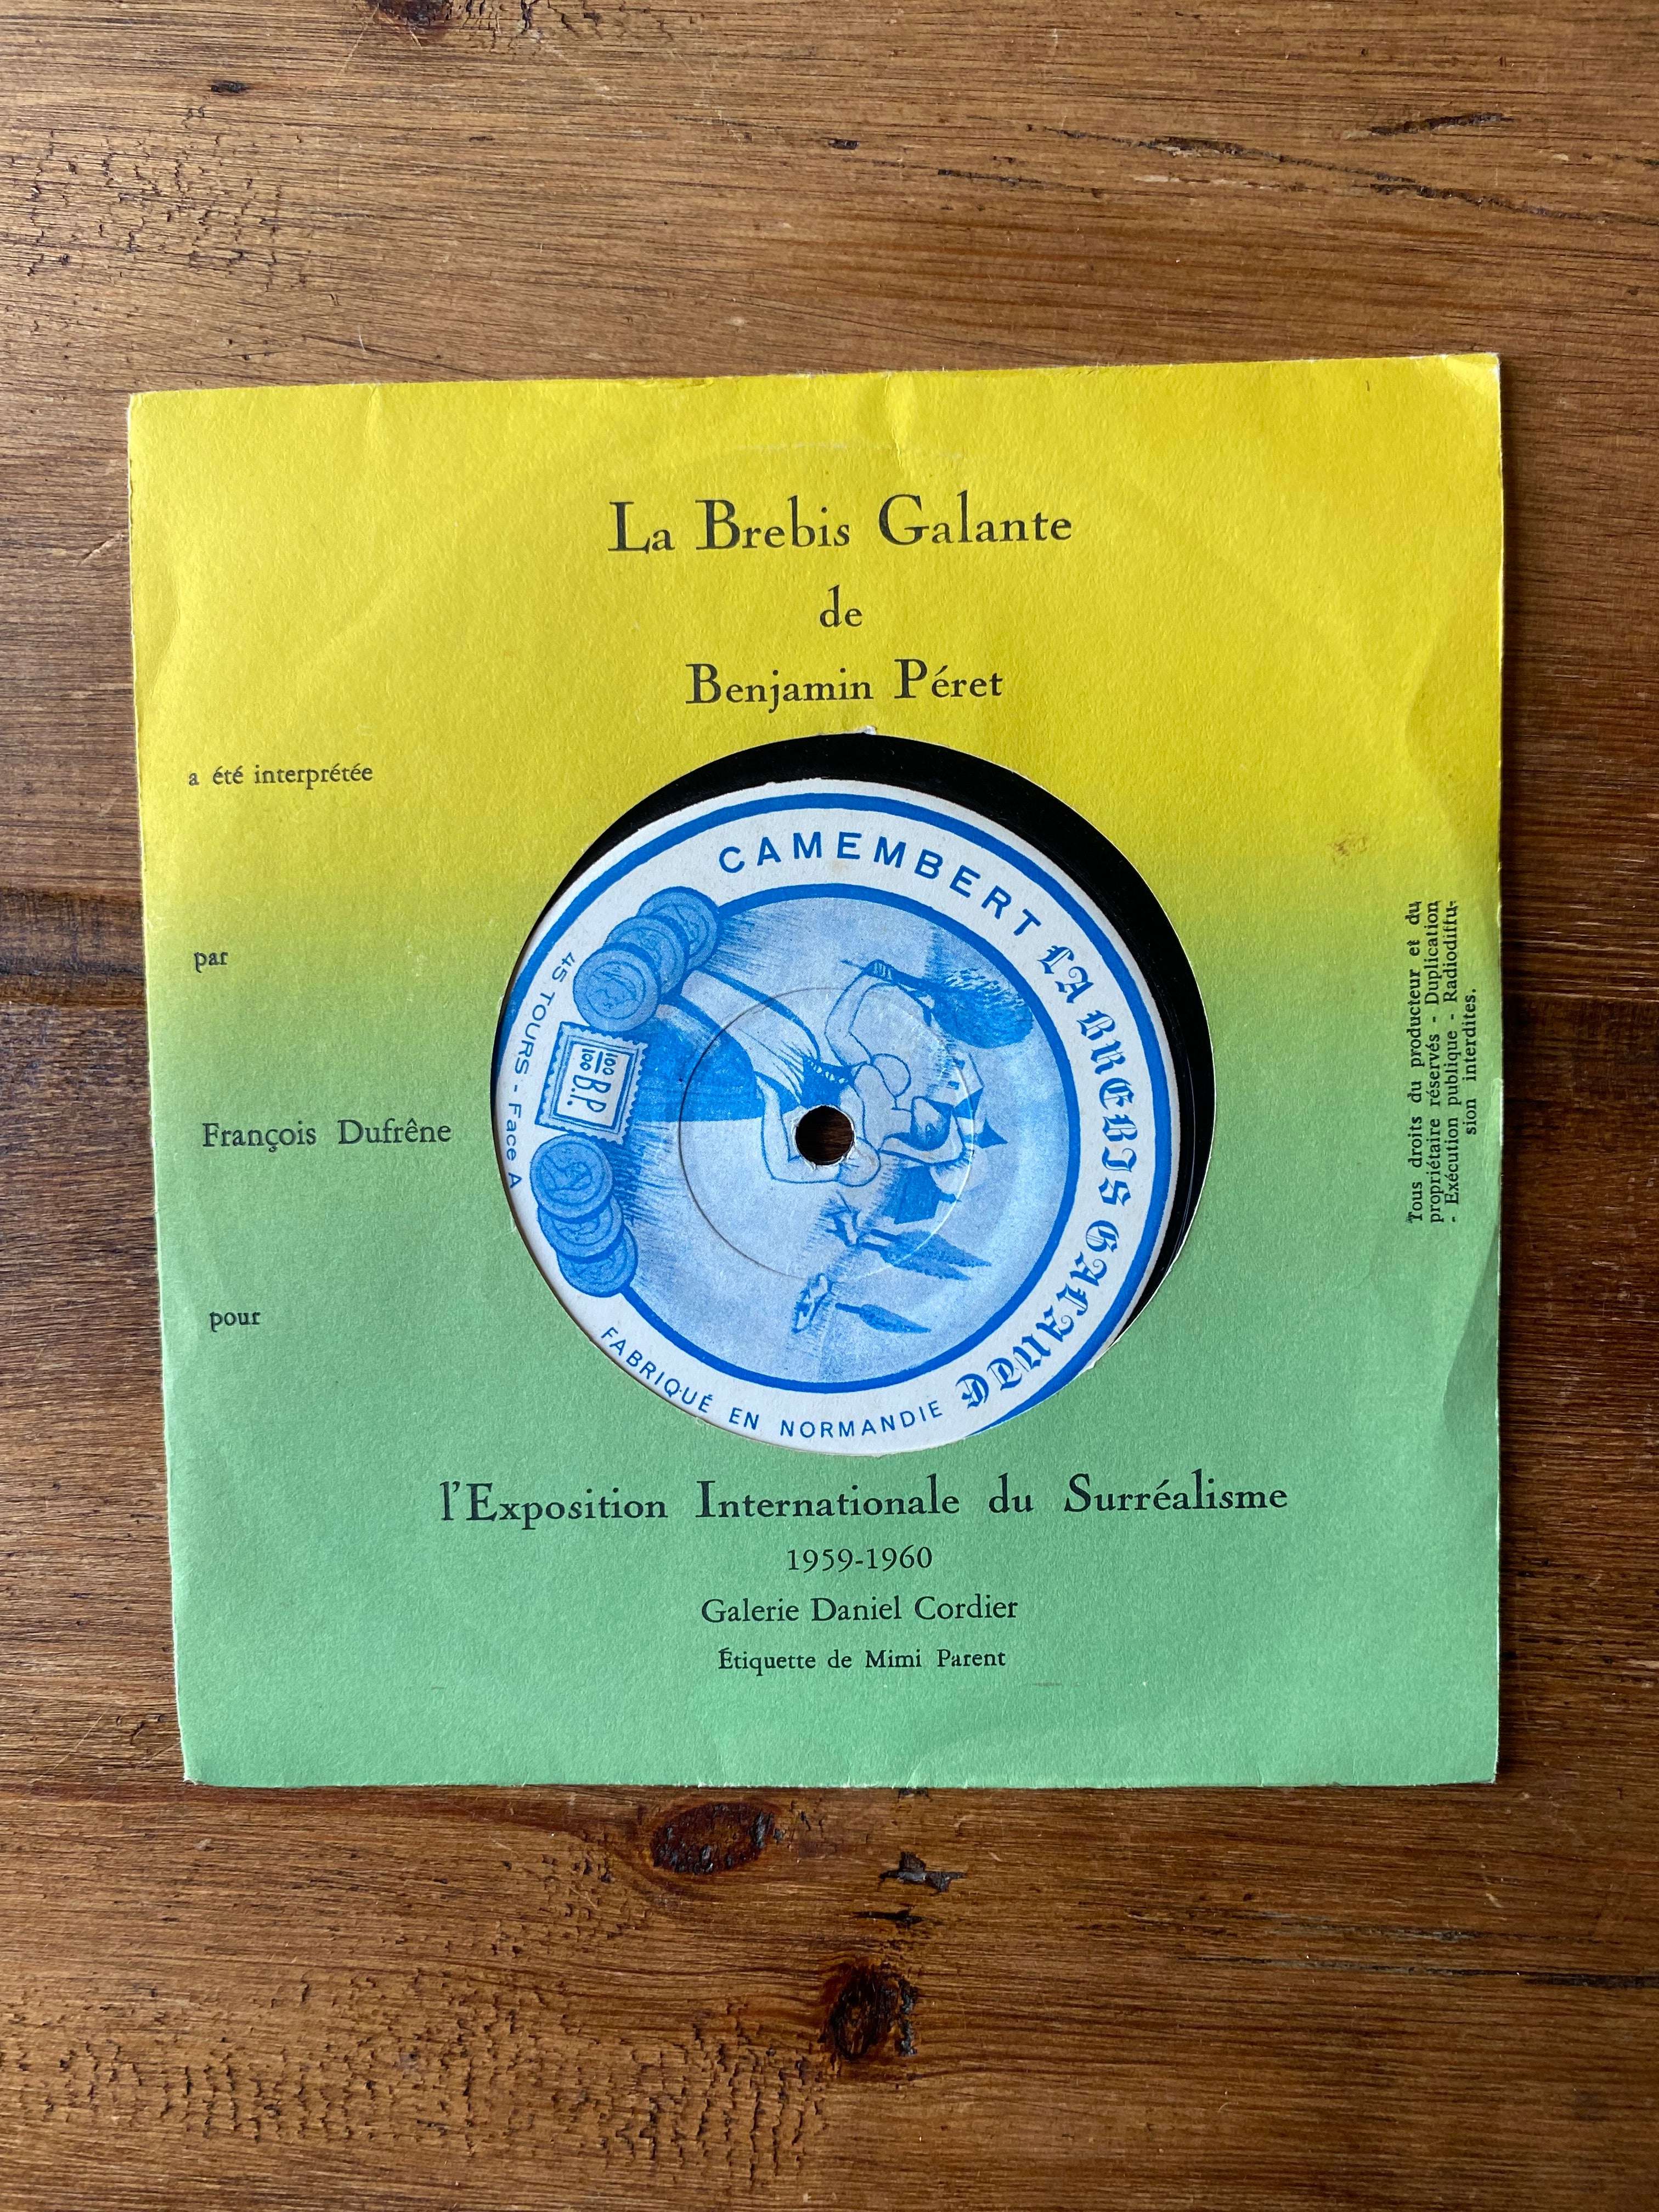 La Brebis Galante
de
Benjamin Péret
a été interprétée
par
François Dufrêne
pour
CAMEMBERT LA BREBIS GALANTE
45 TOURS - Face A
100
100
B.P.
FABRIQUÉ EN NORMANDIE
l'Exposition Internationale du Surréalisme
1959-1960
Galerie Daniel Cordier
Étiquette de Mimi Parent
Tous droits du producteur et du
propriétaire réservés - Duplication
- Exécution publique - Radiodiffu-
sion interdites.